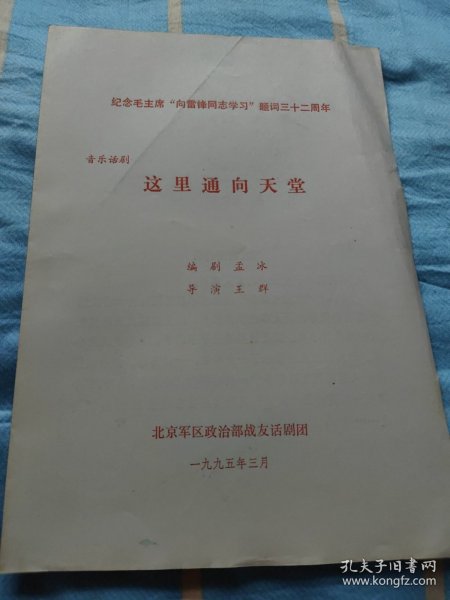 纪念毛主席“向雷锋同志学习”题词三十二周年
音乐话剧
这里通向天堂
编剧孟冰
导演王群
北京军区政治部战友话剧团
一九九五年三月
孔夫子旧书网
www.kongfz.com